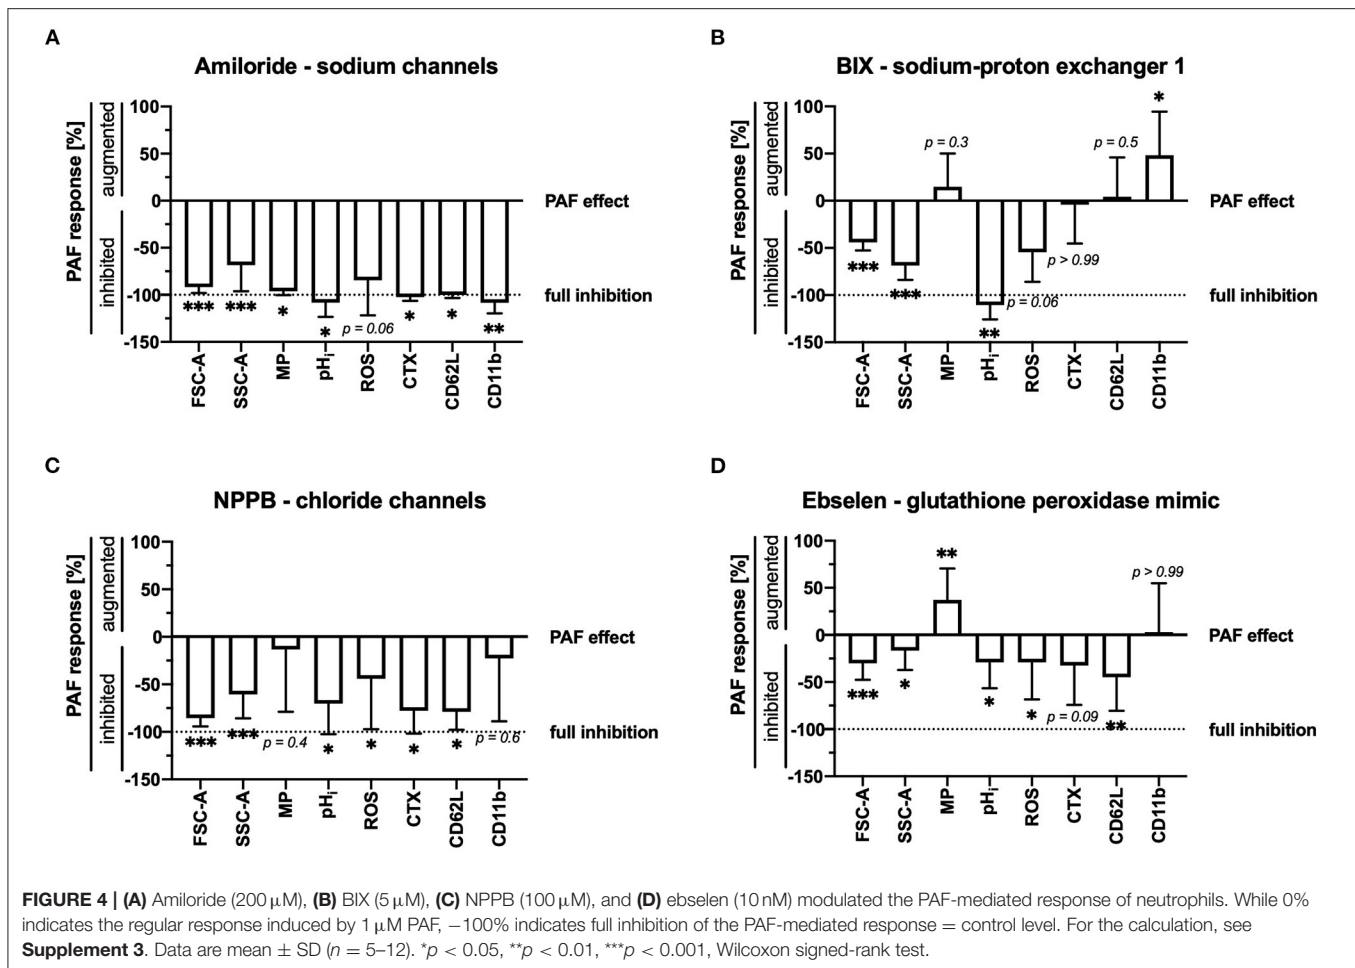 A
Amiloride - sodium channels
PAF response [%]
inhibited augmented
100
50
0
-50
-100
-150
PAF effect
full inhibition
*** *** * * p = 0.06 * * **
FSC-A SSC-A MP pHi ROS CTX CD62L CD11b
B
BIX - sodium-proton exchanger 1
PAF response [%]
inhibited augmented
100
50
0
-50
-100
-150
PAF effect
full inhibition
*** *** p = 0.3 ** p = 0.06 p > 0.99 p = 0.5 *
FSC-A SSC-A MP pHi ROS CTX CD62L CD11b
C
NPPB - chloride channels
PAF response [%]
inhibited augmented
100
50
0
-50
-100
-150
PAF effect
full inhibition
*** *** p = 0.4 * * * * p = 0.6
FSC-A SSC-A MP pHi ROS CTX CD62L CD11b
D
Ebselen - glutathione peroxidase mimic
PAF response [%]
inhibited augmented
100
50
0
-50
-100
-150
PAF effect
full inhibition
*** * ** * * p = 0.09 ** p > 0.99
FSC-A SSC-A MP pHi ROS CTX CD62L CD11b
FIGURE 4 | (A) Amiloride (200 µM), (B) BIX (5 µM), (C) NPPB (100 µM), and (D) ebselen (10 nM) modulated the PAF-mediated response of neutrophils. While 0%
indicates the regular response induced by 1 µM PAF, −100% indicates full inhibition of the PAF-mediated response = control level. For the calculation, see
Supplement 3. Data are mean ± SD (n = 5–12). *p < 0.05, **p < 0.01, ***p < 0.001, Wilcoxon signed-rank test.